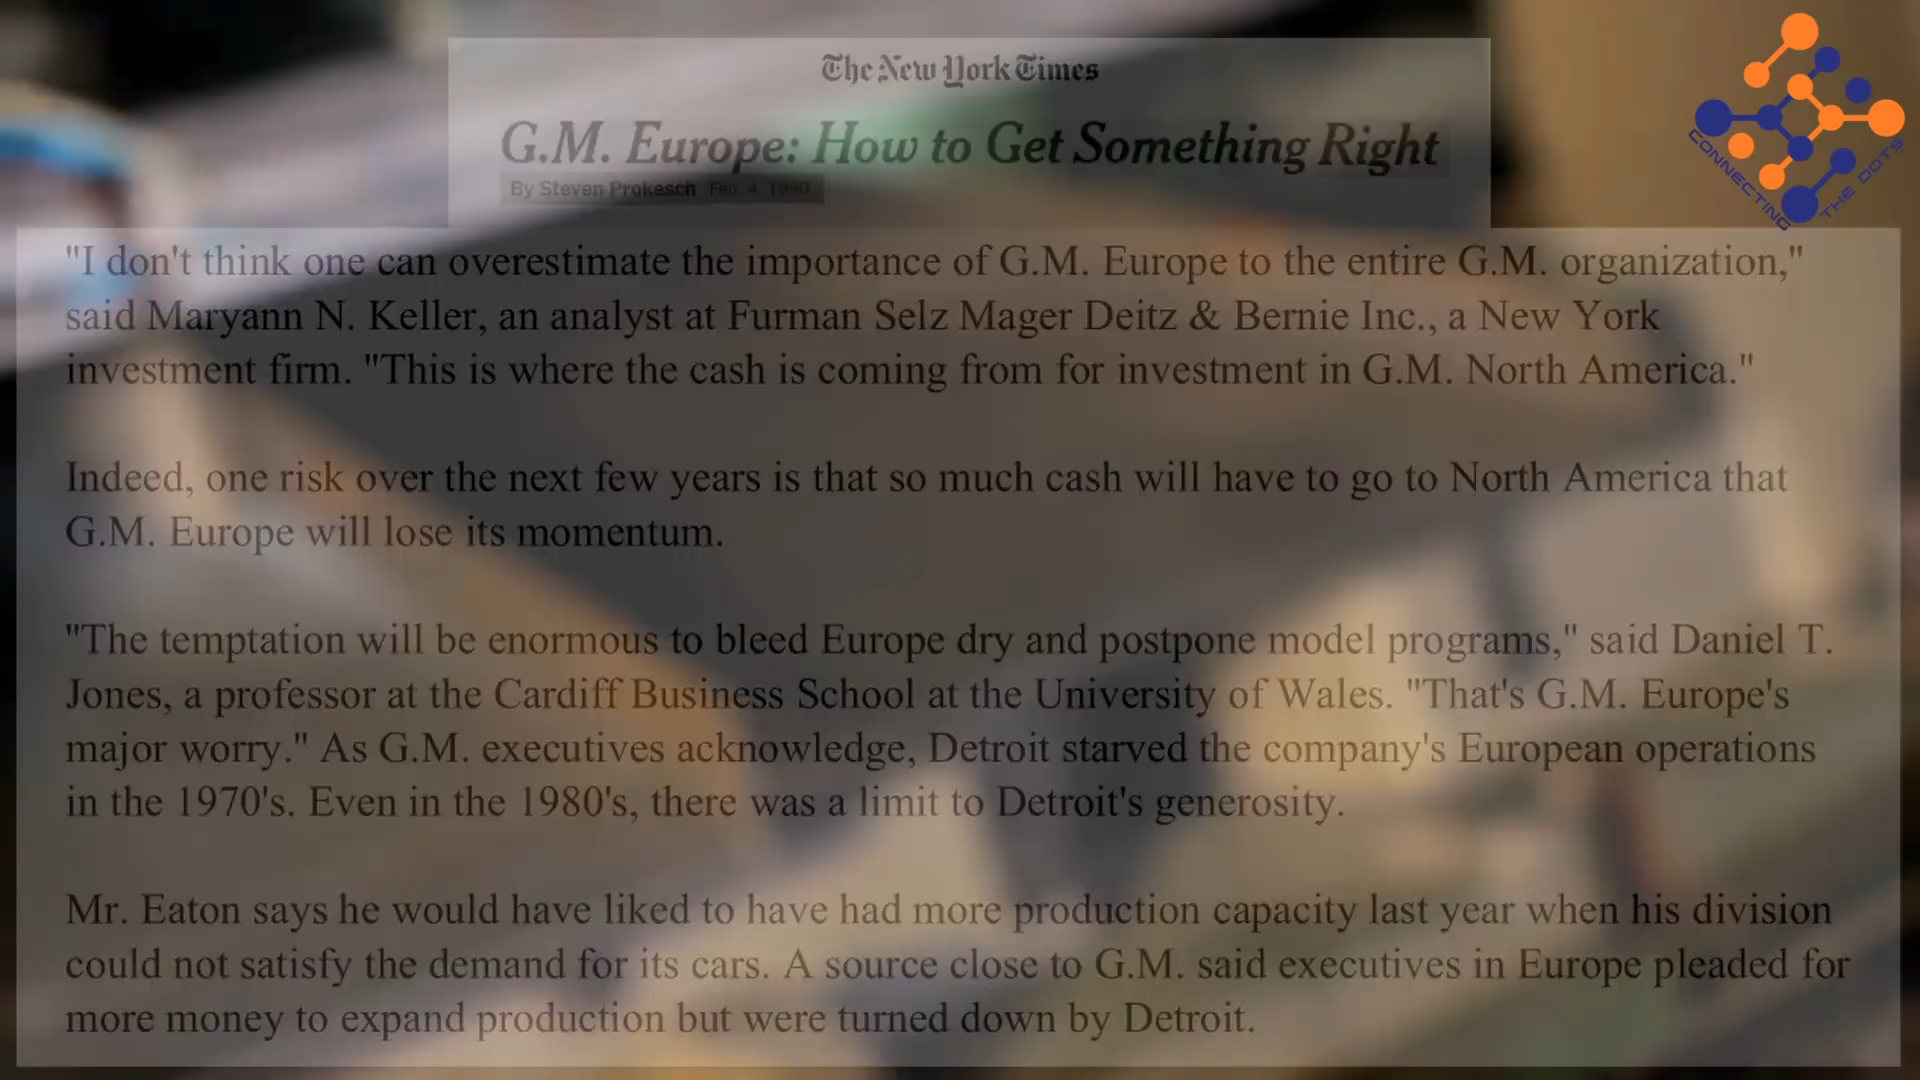 The New York Times
G.M. Europe: How to Get Something Right
By Steven Prokesch Feb. 4, 1990
"I don't think one can overestimate the importance of G.M. Europe to the entire G.M. organization,"
said Maryann N. Keller, an analyst at Furman Selz Mager Deitz & Bernie Inc., a New York
investment firm. "This is where the cash is coming from for investment in G.M. North America."
Indeed, one risk over the next few years is that so much cash will have to go to North America that
G.M. Europe will lose its momentum.
"The temptation will be enormous to bleed Europe dry and postpone model programs," said Daniel T.
Jones, a professor at the Cardiff Business School at the University of Wales. "That's G.M. Europe's
major worry." As G.M. executives acknowledge, Detroit starved the company's European operations
in the 1970's. Even in the 1980's, there was a limit to Detroit's generosity.
Mr. Eaton says he would have liked to have had more production capacity last year when his division
could not satisfy the demand for its cars. A source close to G.M. said executives in Europe pleaded for
more money to expand production but were turned down by Detroit.
CONNECTING THE DOTS